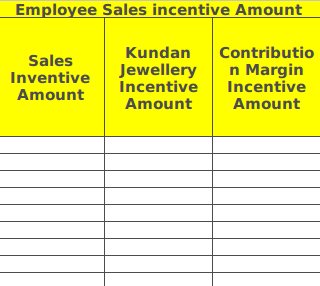 Employee Sales incentive Amount
Sales
Inventive
Amount
Kundan
Jewellery
Incentive
Amount
Contributio
n Margin
Incentive
Amount